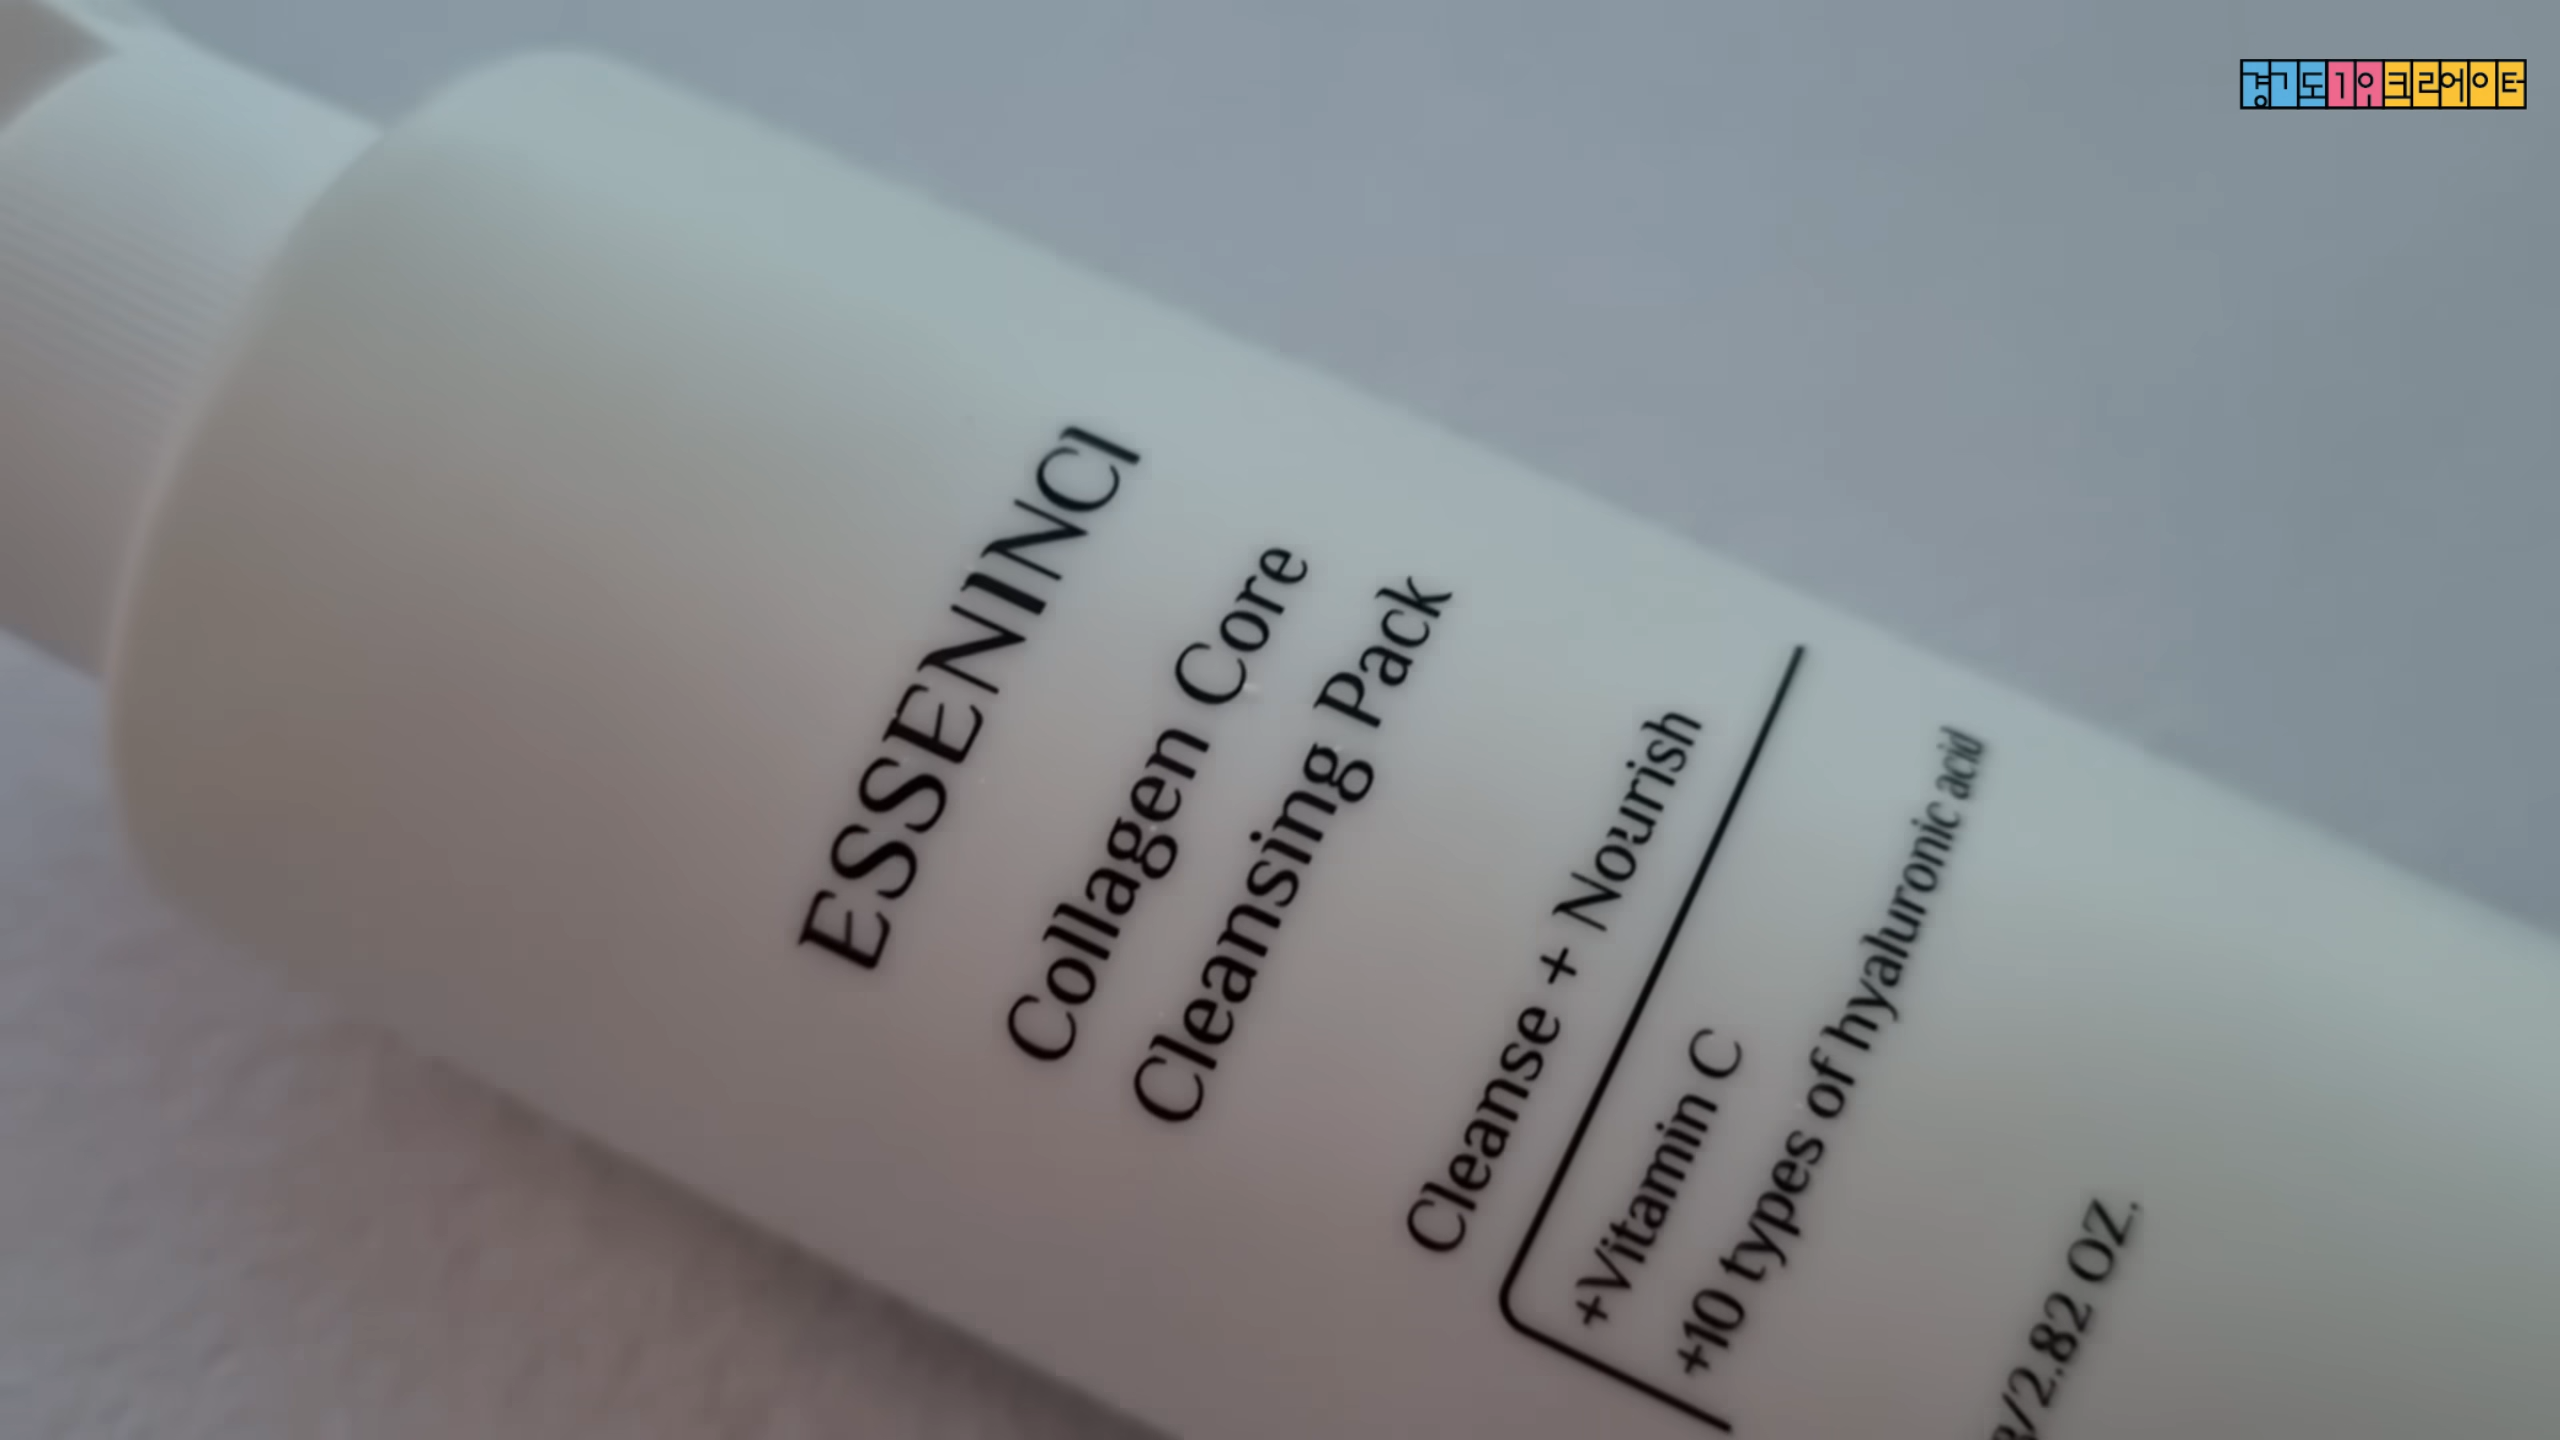 경기도1인크리에이터
ESSENINCI
Collagen Core
Cleansing Pack
Cleanse + Nourish
+Vitamin C
+10 types of hyaluronic acid
/2.82 OZ.